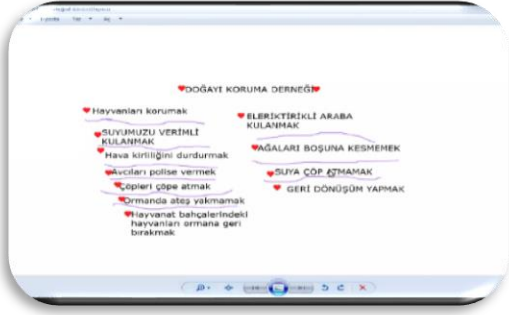 DOĞAYI KORUMA DERNEĞİ
Hayvanları korumak
SUYUMUZU VERİMLİ
KULANMAK
Hava kirliliğini durdurmak
Avcıları polise vermek
Çöpleri çöpe atmak
Ormanda ateş yakmamak
Hayvanat bahçelerindeki
hayvanları ormana geri
bırakmak
ELERİKTİRİKLİ ARABA
KULANMAK
AĞALARI BOŞUNA KESMEMEK
SUYA ÇÖP ATMAMAK
GERİ DÖNÜŞÜM YAPMAK